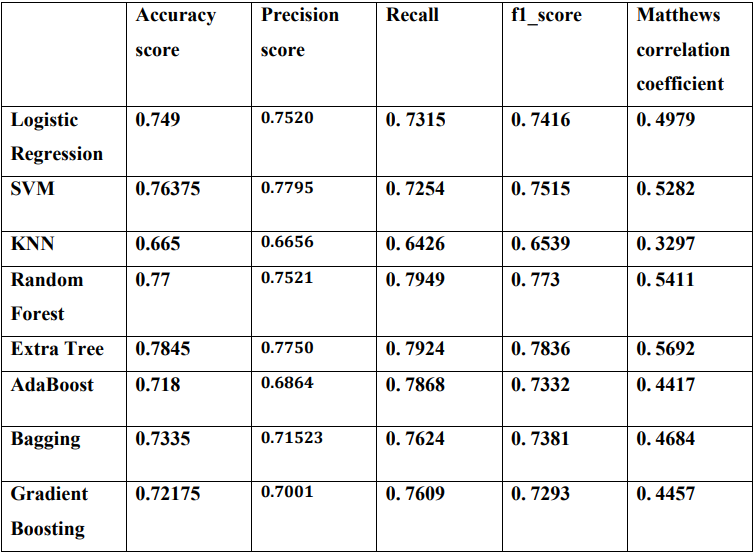 Accuracy score Precision score Recall f1_score Matthews correlation coefficient
Logistic Regression 0.749 0.7520 0. 7315 0. 7416 0. 4979
SVM 0.76375 0.7795 0. 7254 0. 7515 0. 5282
KNN 0.665 0.6656 0. 6426 0. 6539 0. 3297
Random Forest 0.77 0.7521 0. 7949 0. 773 0. 5411
Extra Tree 0.7845 0.7750 0. 7924 0. 7836 0. 5692
AdaBoost 0.718 0.6864 0. 7868 0. 7332 0. 4417
Bagging 0.7335 0.71523 0. 7624 0. 7381 0. 4684
Gradient Boosting 0.72175 0.7001 0. 7609 0. 7293 0. 4457